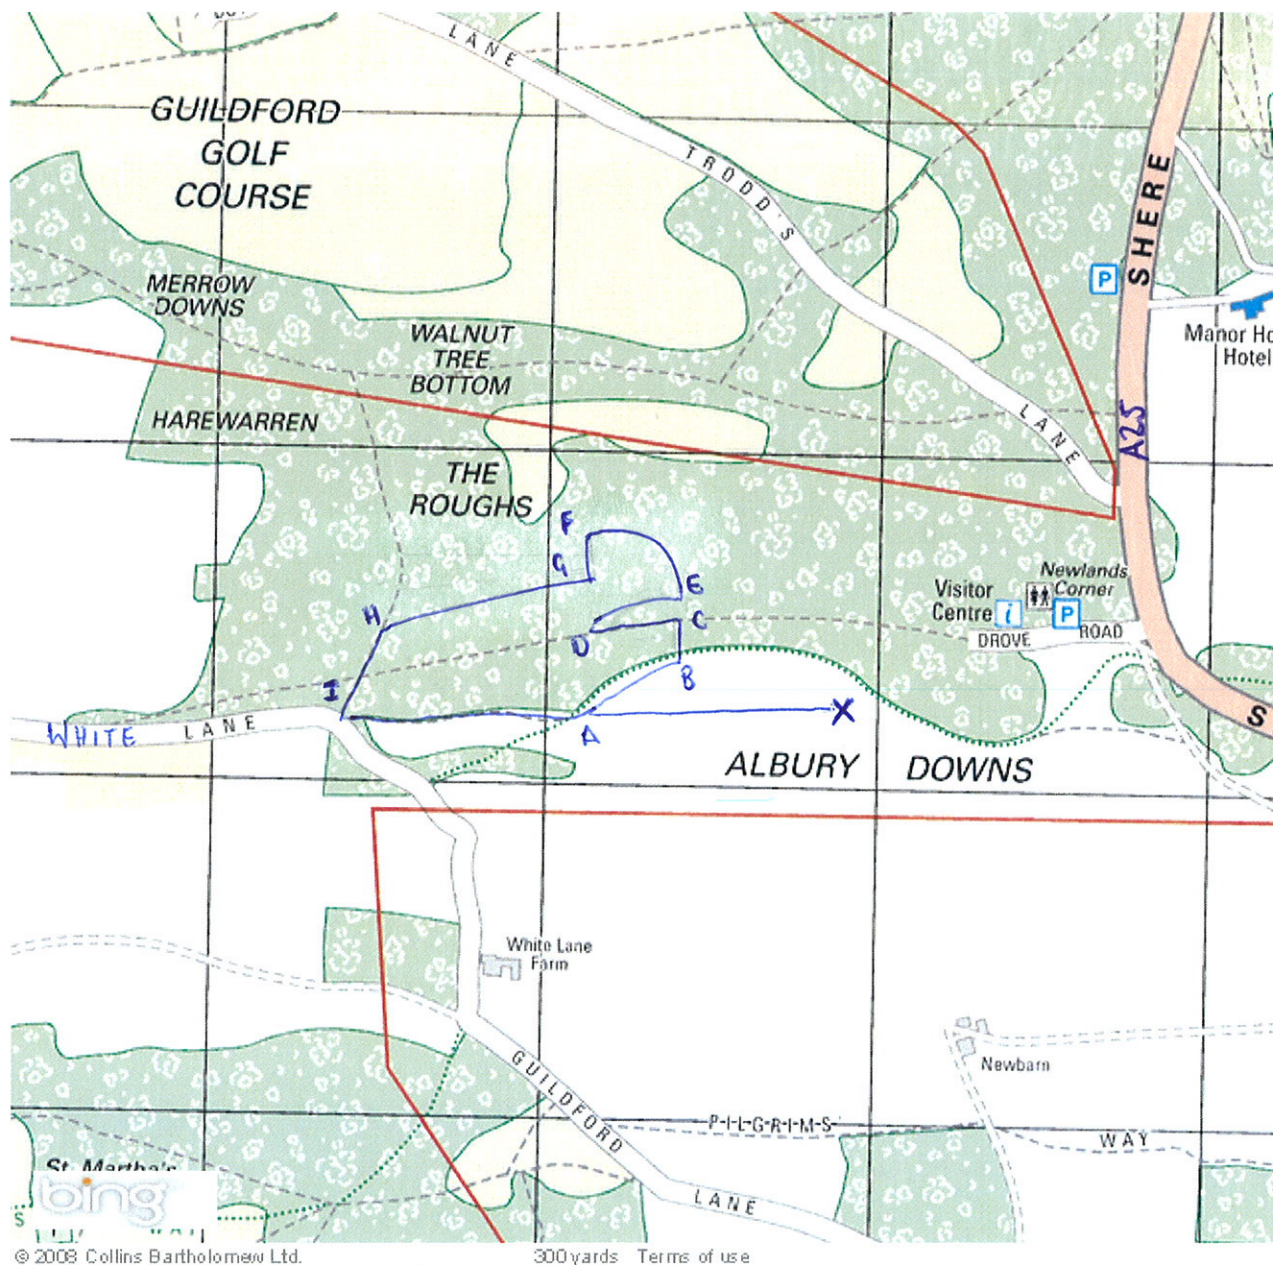 LANE
GUILDFORD
GOLF
COURSE
TRODD'S
SHERE
P
MERROW
DOWNS
WALNUT
TREE
BOTTOM
Manor Ho
Hotel
HAREWARREN
LANE
A25
THE
ROUGHS
F
G
E
H
D
C
Visitor
Centre
i
Newlands
Corner
P
DROVE
ROAD
I
B
WHITE
LANE
A
X
S
ALBURY DOWNS
White Lane
Farm
GUILDFORD
Newbarn
PILGRIMS'
WAY
St. Martha's
bing
LANE
S
© 2008 Collins Bartholomew Ltd.
300 yards Terms of use